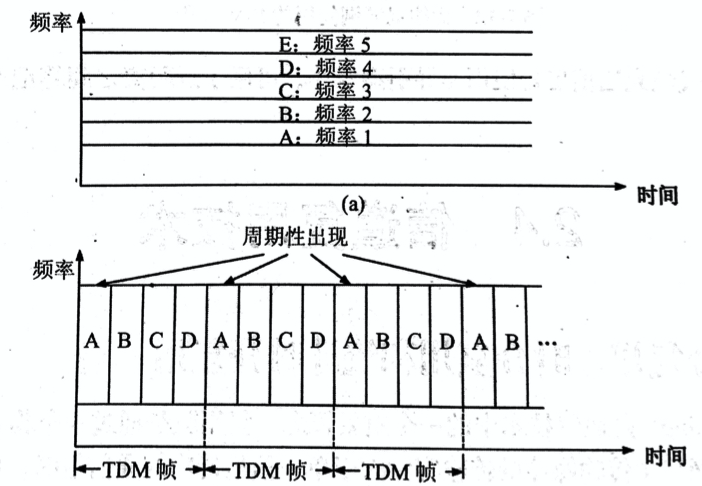 频率
E：频率 5
D：频率 4
C：频率 3
B：频率 2
A：频率 1
时间
(a)
周期性出现
频率
A B C D A B C D A B C D A B …
时间
TDM 帧 TDM 帧 TDM 帧